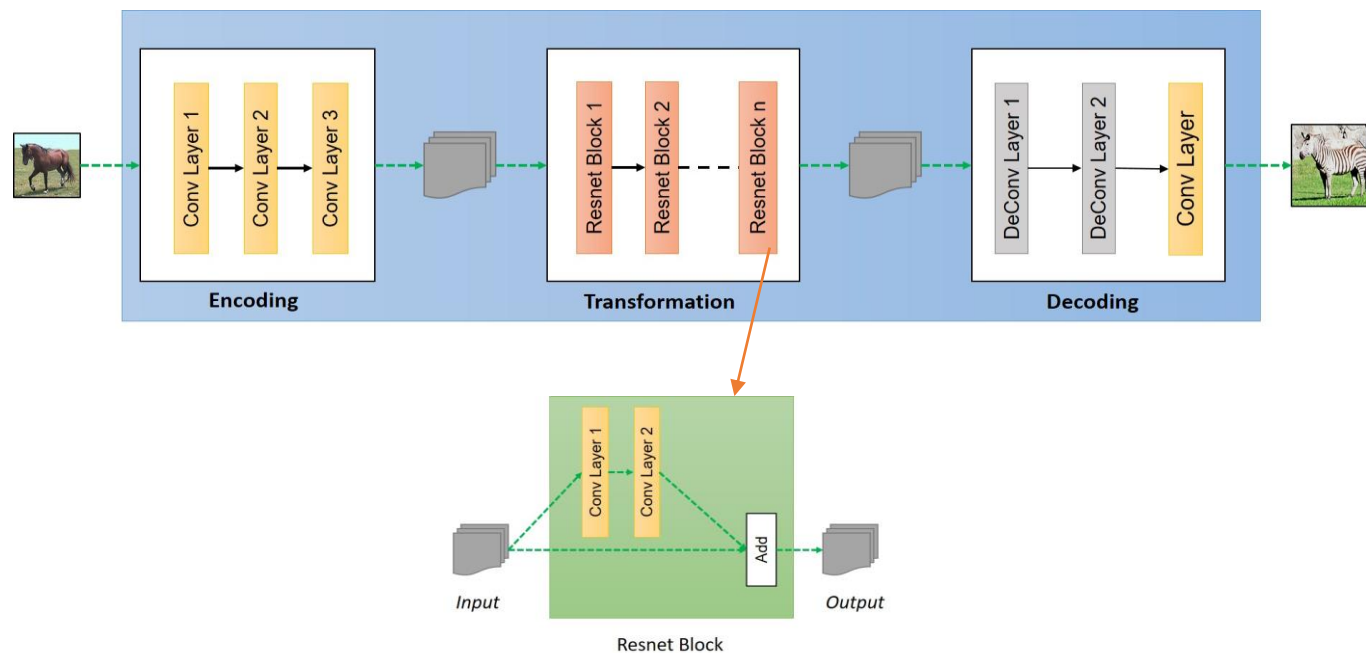 Conv Layer 1
Conv Layer 2
Conv Layer 3
Encoding
Resnet Block 1
Resnet Block 2
Resnet Block n
Transformation
DeConv Layer 1
DeConv Layer 2
Conv Layer
Decoding
Conv Layer 1
Conv Layer 2
Add
Input
Output
Resnet Block